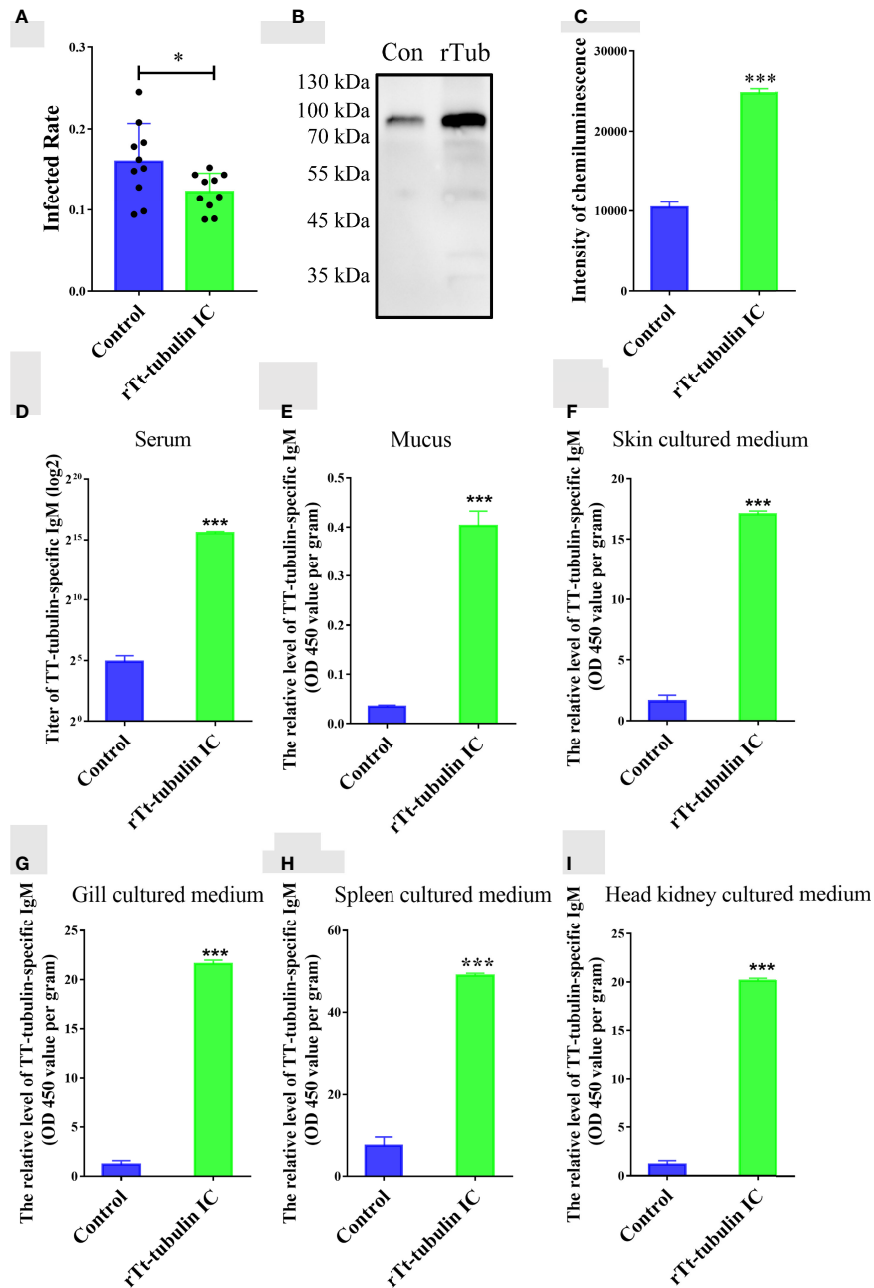 A
0.3
0.2
0.1
0.0
Infected Rate
*
Control
rTt-tubulin IC
B
Con rTub
130 kDa
100 kDa
70 kDa
55 kDa
45 kDa
35 kDa
C
30000
20000
10000
0
Intensity of chemiluminescence
***
Control
rTt-tubulin IC
D
Serum
Titer of TT-tubulin-specific IgM (log2)
2^20
2^15
2^10
2^5
2^0
***
Control
rTt-tubulin IC
E
Mucus
The relative level of TT-tubulin-specific IgM
(OD 450 value per gram)
0.5
0.4
0.3
0.2
0.1
0.0
***
Control
rTt-tubulin IC
F
Skin cultured medium
The relative level of TT-tubulin-specific IgM
(OD 450 value per gram)
20
15
10
5
0
***
Control
rTt-tubulin IC
G
Gill cultured medium
The relative level of TT-tubulin-specific IgM
(OD 450 value per gram)
25
20
15
10
5
0
***
Control
rTt-tubulin IC
H
Spleen cultured medium
The relative level of TT-tubulin-specific IgM
(OD 450 value per gram)
60
40
20
0
***
Control
rTt-tubulin IC
I
Head kidney cultured medium
The relative level of TT-tubulin-specific IgM
(OD 450 value per gram)
25
20
15
10
5
0
***
Control
rTt-tubulin IC